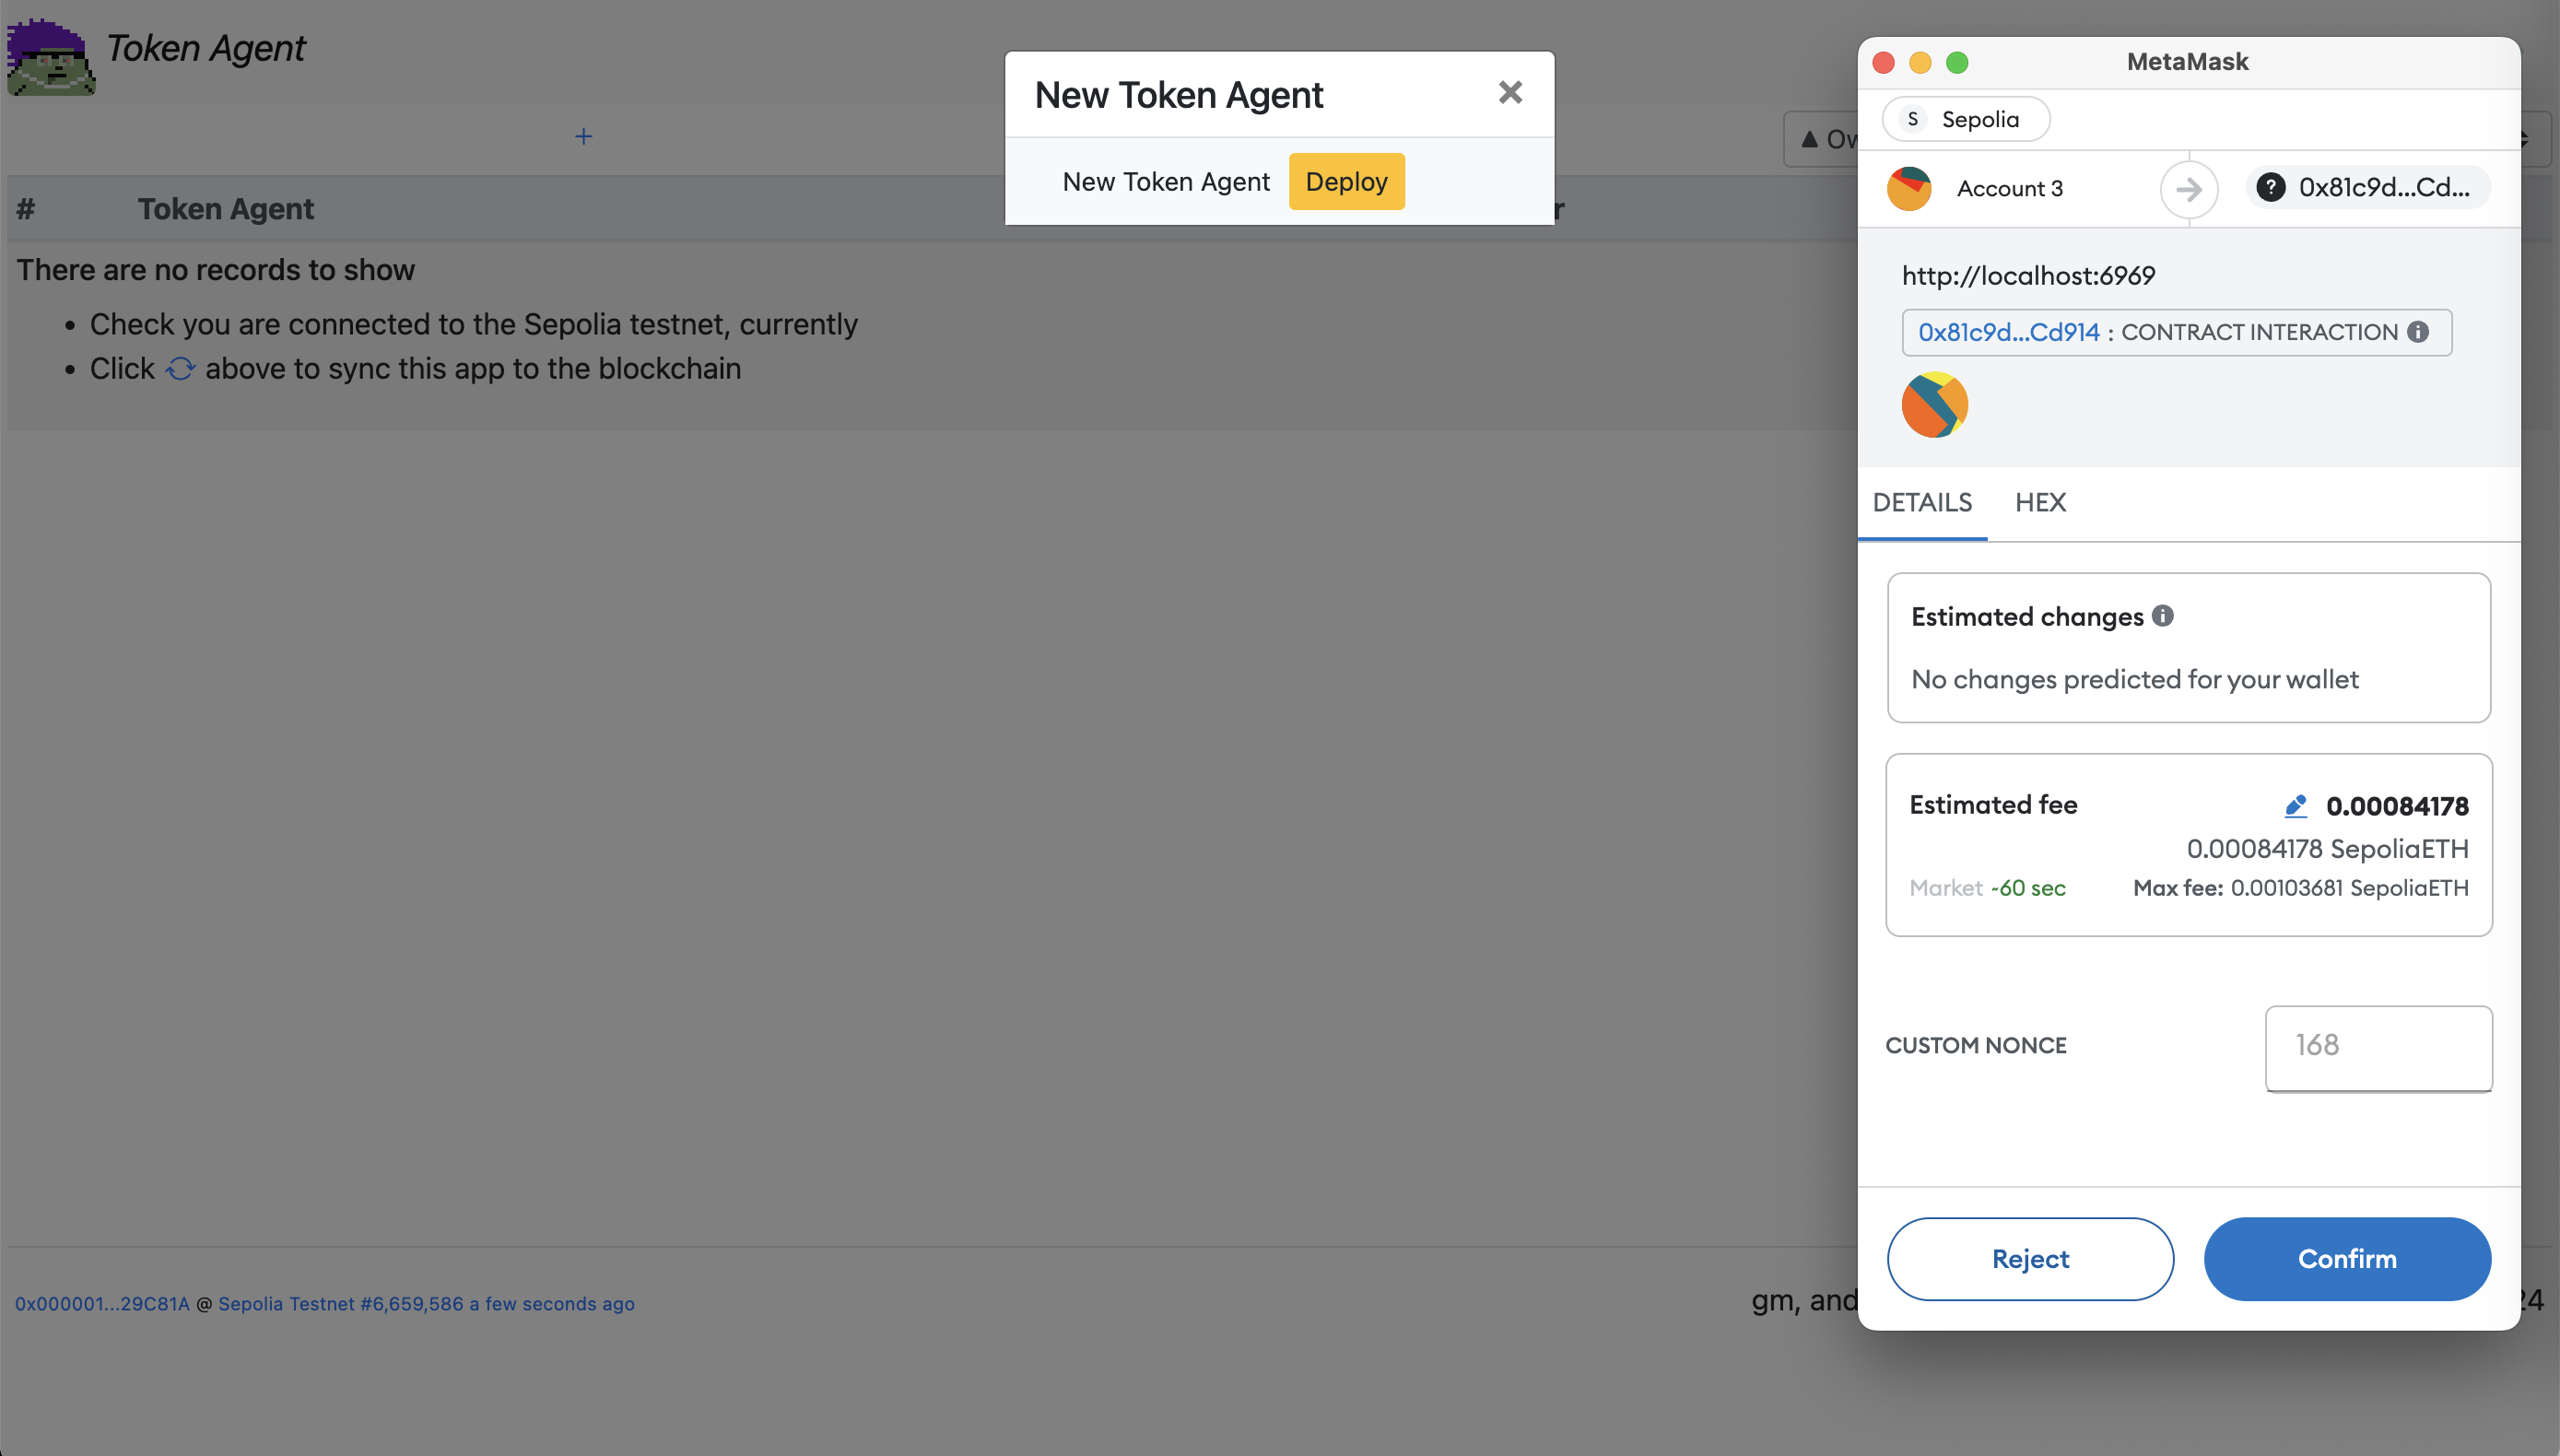 Token Agent
+
▲ Ow
# Token Agent
There are no records to show
• Check you are connected to the Sepolia testnet, currently
• Click above to sync this app to the blockchain
0x000001...29C81A @ Sepolia Testnet #6,659,586 a few seconds ago
gm, and
24
New Token Agent ×
New Token Agent Deploy
r
MetaMask
S Sepolia
Account 3 0x81c9d...Cd...
http://localhost:6969
0x81c9d...Cd914 : CONTRACT INTERACTION
DETAILS HEX
Estimated changes
No changes predicted for your wallet
Estimated fee 0.00084178
0.00084178 SepoliaETH
Market ~60 sec Max fee: 0.00103681 SepoliaETH
CUSTOM NONCE 168
Reject Confirm